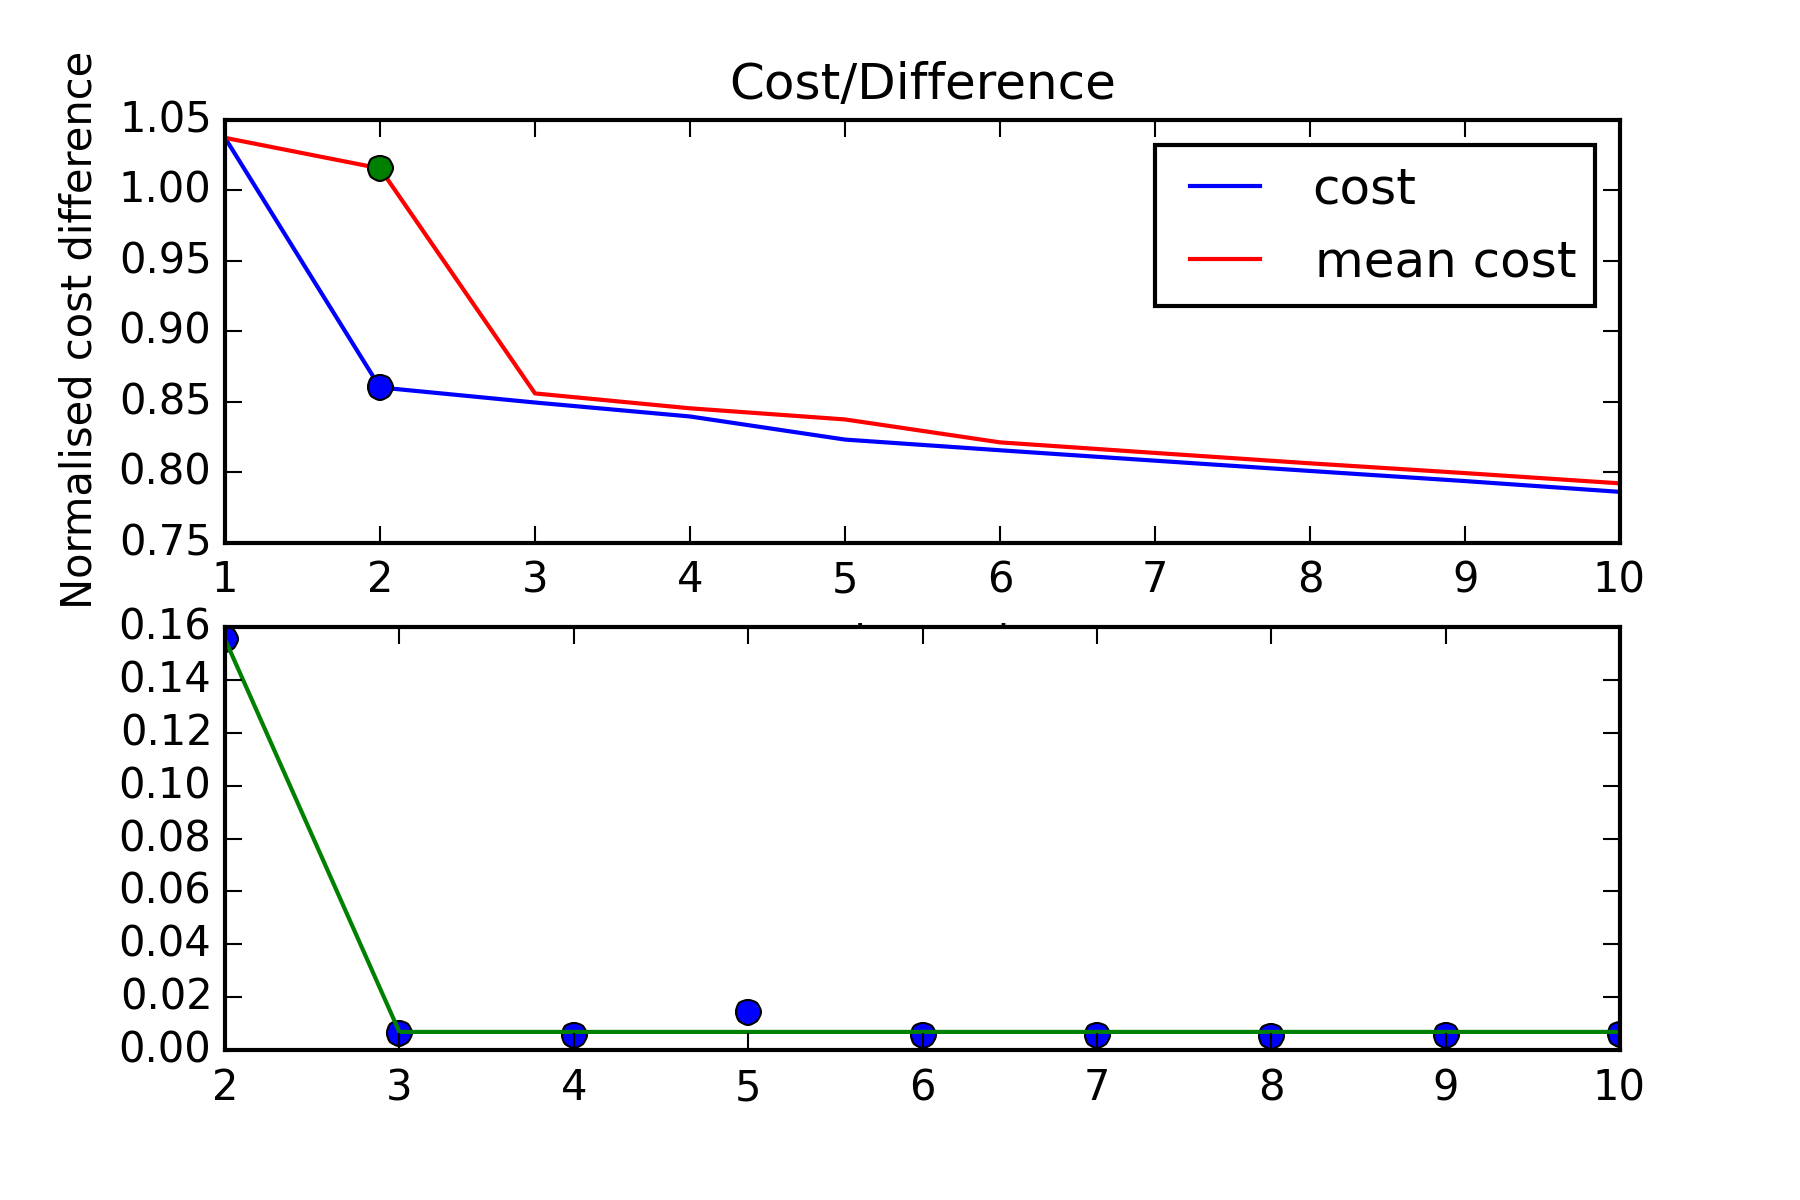 Cost/Difference
Normalised cost difference
1.05
1.00
0.95
0.90
0.85
0.80
0.75
cost
mean cost
1 2 3 4 5 6 7 8 9 10
0.16
0.14
0.12
0.10
0.08
0.06
0.04
0.02
0.00
2 3 4 5 6 7 8 9 10